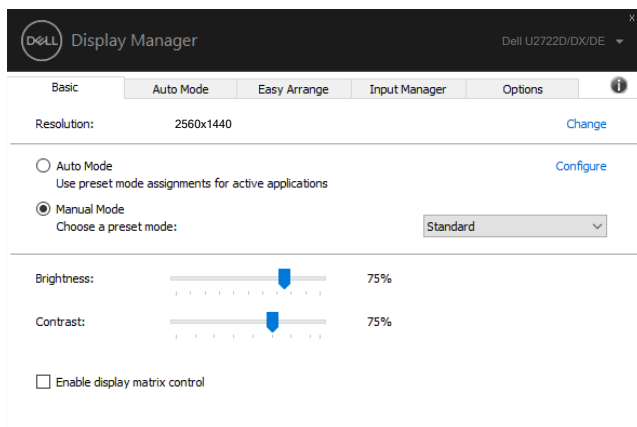 x
DELL Display Manager Dell U2722D/DX/DE
Basic Auto Mode Easy Arrange Input Manager Options i
Resolution: 2560x1440 Change
Auto Mode Configure
Use preset mode assignments for active applications
Manual Mode
Choose a preset mode: Standard
Brightness: 75%
Contrast: 75%
Enable display matrix control